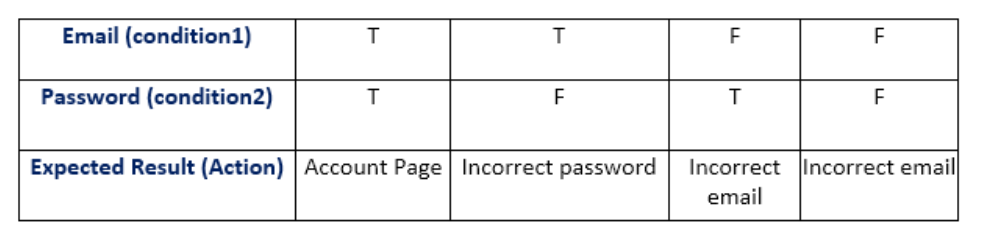 Email (condition1) T T F F
Password (condition2) T F T F
Expected Result (Action) Account Page Incorrect password Incorrect Incorrect email
email